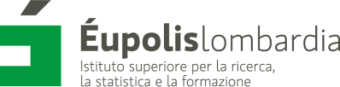 Éupolislombardia
Istituto superiore per la ricerca,
la statistica e la formazione